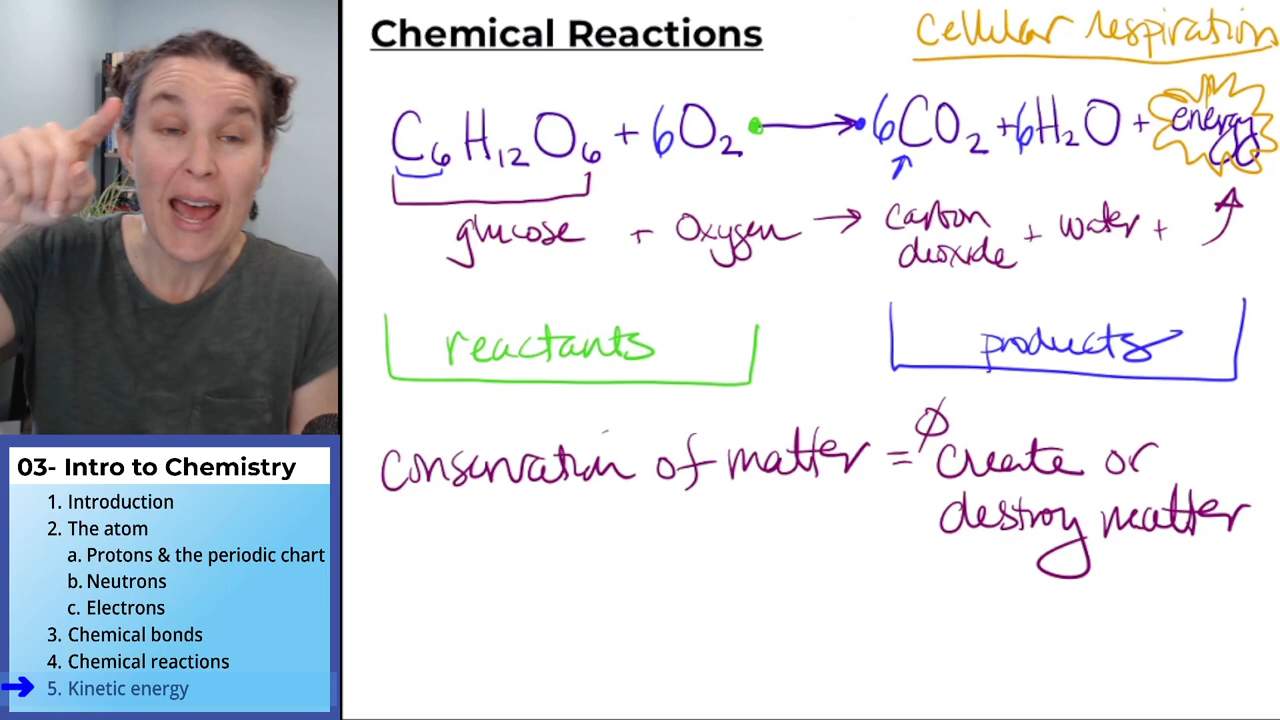 Chemical Reactions
Cellular respiration
C6H12O6 + 6O2 → 6CO2 + 6H2O + energy
glucose + oxygen → carbon dioxide + water +
reactants
products
conservation of matter = ∅ create or
destroy matter
03- Intro to Chemistry
1. Introduction
2. The atom
a. Protons & the periodic chart
b. Neutrons
c. Electrons
3. Chemical bonds
4. Chemical reactions
5. Kinetic energy